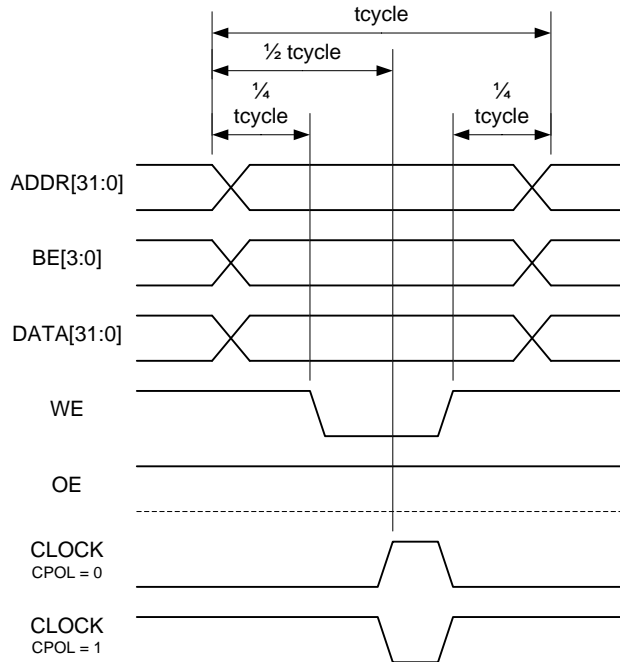 tcycle
½ tcycle
¼
tcycle
¼
tcycle
ADDR[31:0]
BE[3:0]
DATA[31:0]
WE
OE
CLOCK
CPOL = 0
CLOCK
CPOL = 1